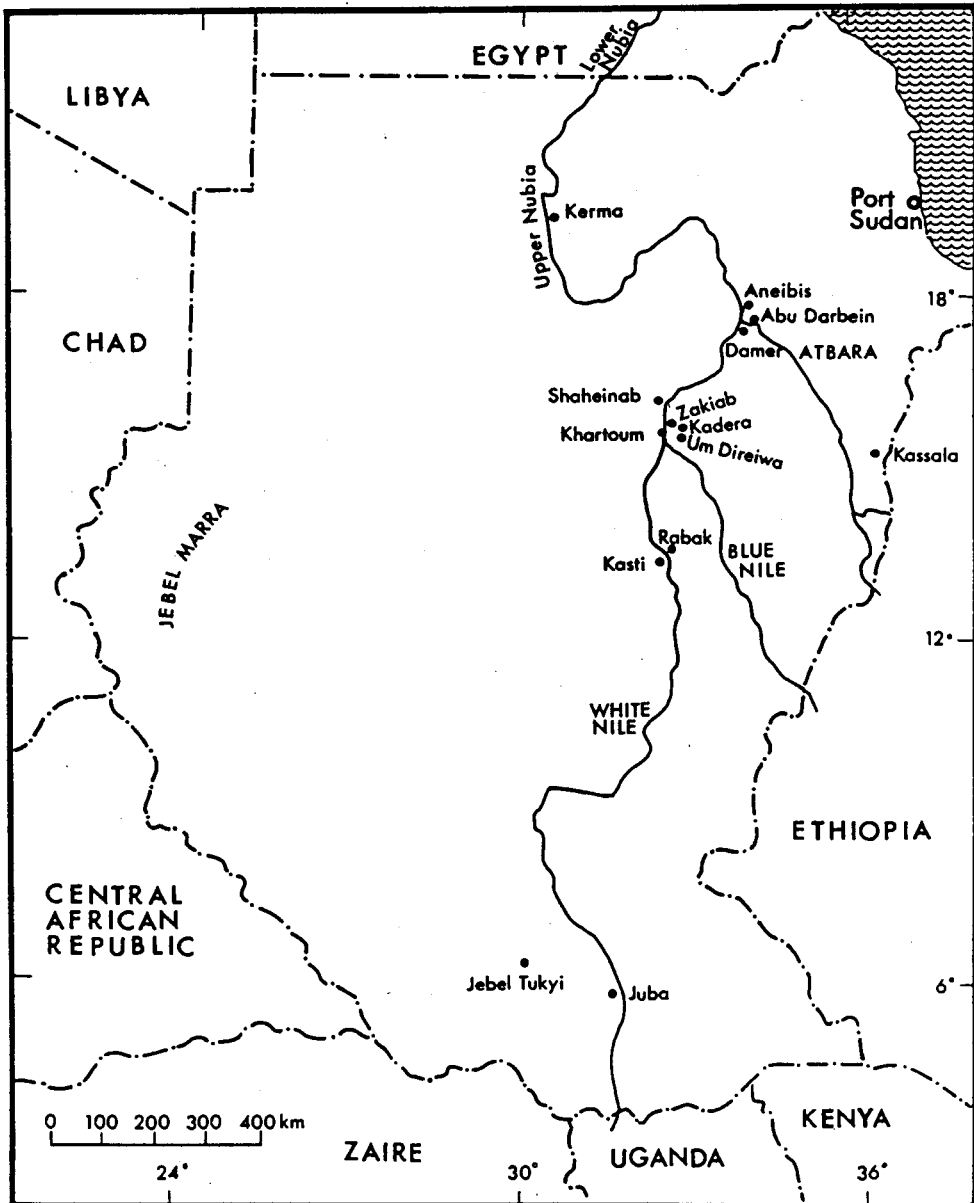 EGYPT
Lower
Nubia
LIBYA
Upper Nubia
Kerma
Port
Sudan
Aneibis
18°
Abu Darbein
CHAD
Damer
ATBARA
Shaheinab
Zakiab
Kadera
Khartoum
Um Direiwa
Kassala
JEBEL MARRA
Rabak
Kasti
BLUE
NILE
12°
WHITE
NILE
ETHIOPIA
CENTRAL
AFRICAN
REPUBLIC
Jebel Tukyi
Juba
6°
0 100 200 300 400 km
KENYA
ZAIRE
UGANDA
24°
30°
36°